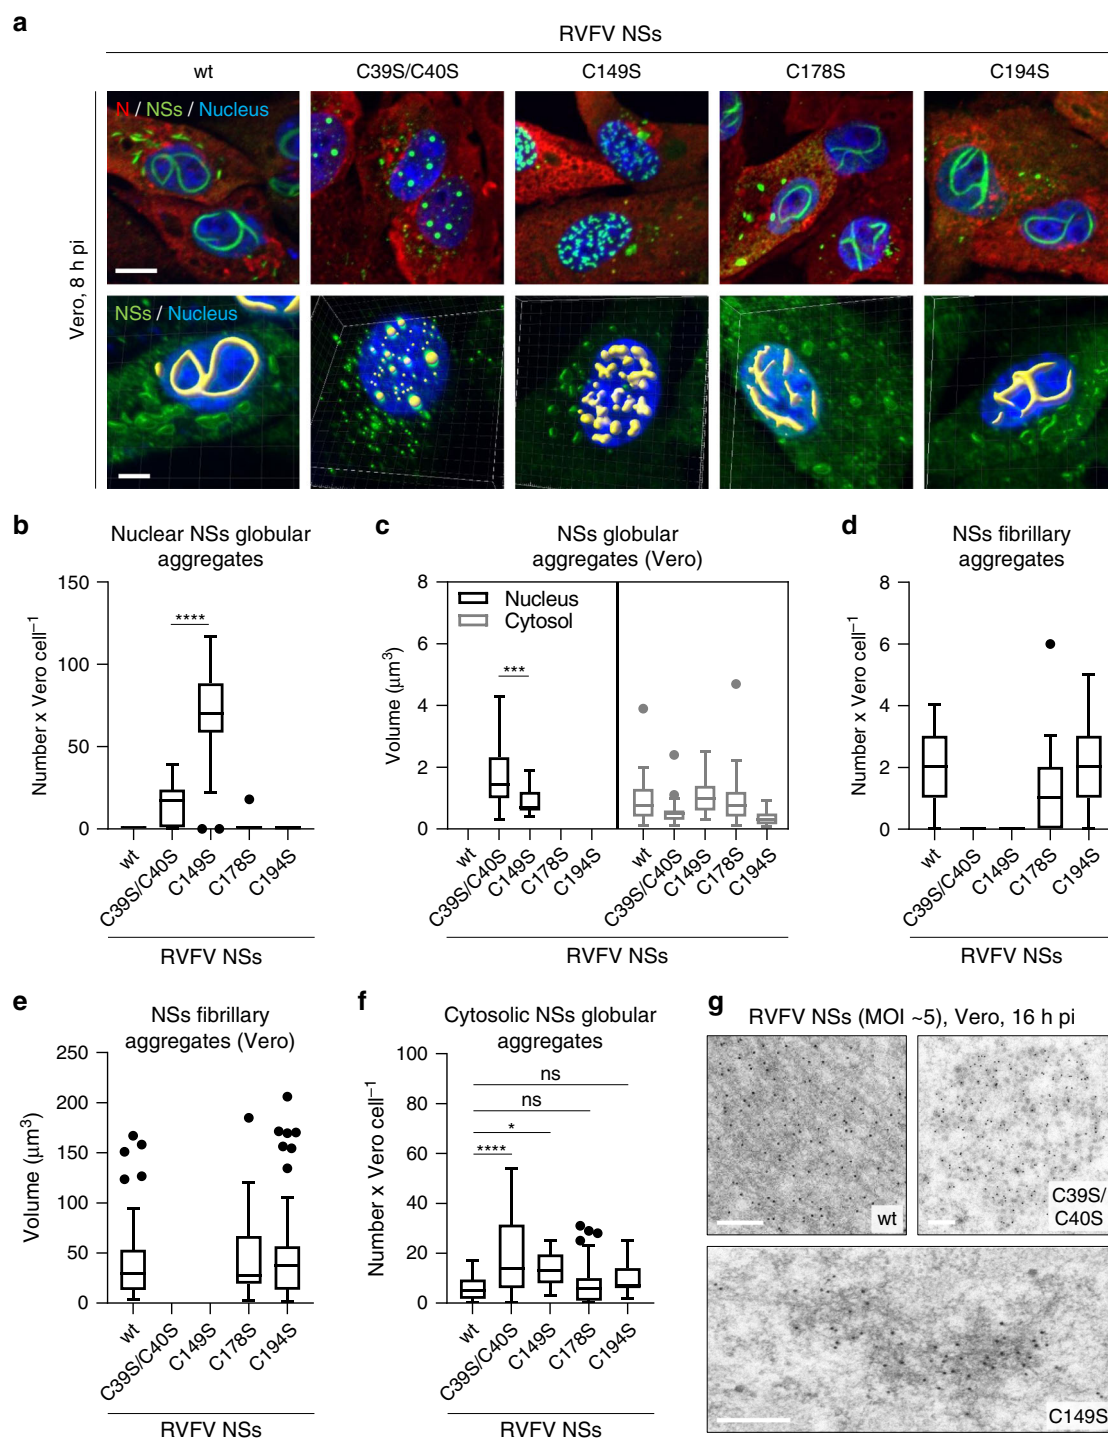 a
RVFV NSs
wt
C39S/C40S
C149S
C178S
C194S
Vero, 8 h pi
N / NSs / Nucleus
NSs / Nucleus
b
Nuclear NSs globular
aggregates
Number x Vero cell⁻¹
150
100
50
0
****
wt
C39S/C40S
C149S
C178S
C194S
RVFV NSs
c
NSs globular
aggregates (Vero)
Volume (µm³)
8
6
4
2
0
Nucleus
Cytosol
***
wt
C39S/C40S
C149S
C178S
C194S
wt
C39S/C40S
C149S
C178S
C194S
RVFV NSs
d
NSs fibrillary
aggregates
Number x Vero cell⁻¹
8
6
4
2
0
wt
C39S/C40S
C149S
C178S
C194S
RVFV NSs
e
NSs fibrillary
aggregates (Vero)
Volume (µm³)
250
200
150
100
50
0
wt
C39S/C40S
C149S
C178S
C194S
RVFV NSs
f
Cytosolic NSs globular
aggregates
Number x Vero cell⁻¹
100
80
60
40
20
0
ns
ns
*
****
wt
C39S/C40S
C149S
C178S
C194S
RVFV NSs
g
RVFV NSs (MOI ~5), Vero, 16 h pi
wt
C39S/
C40S
C149S